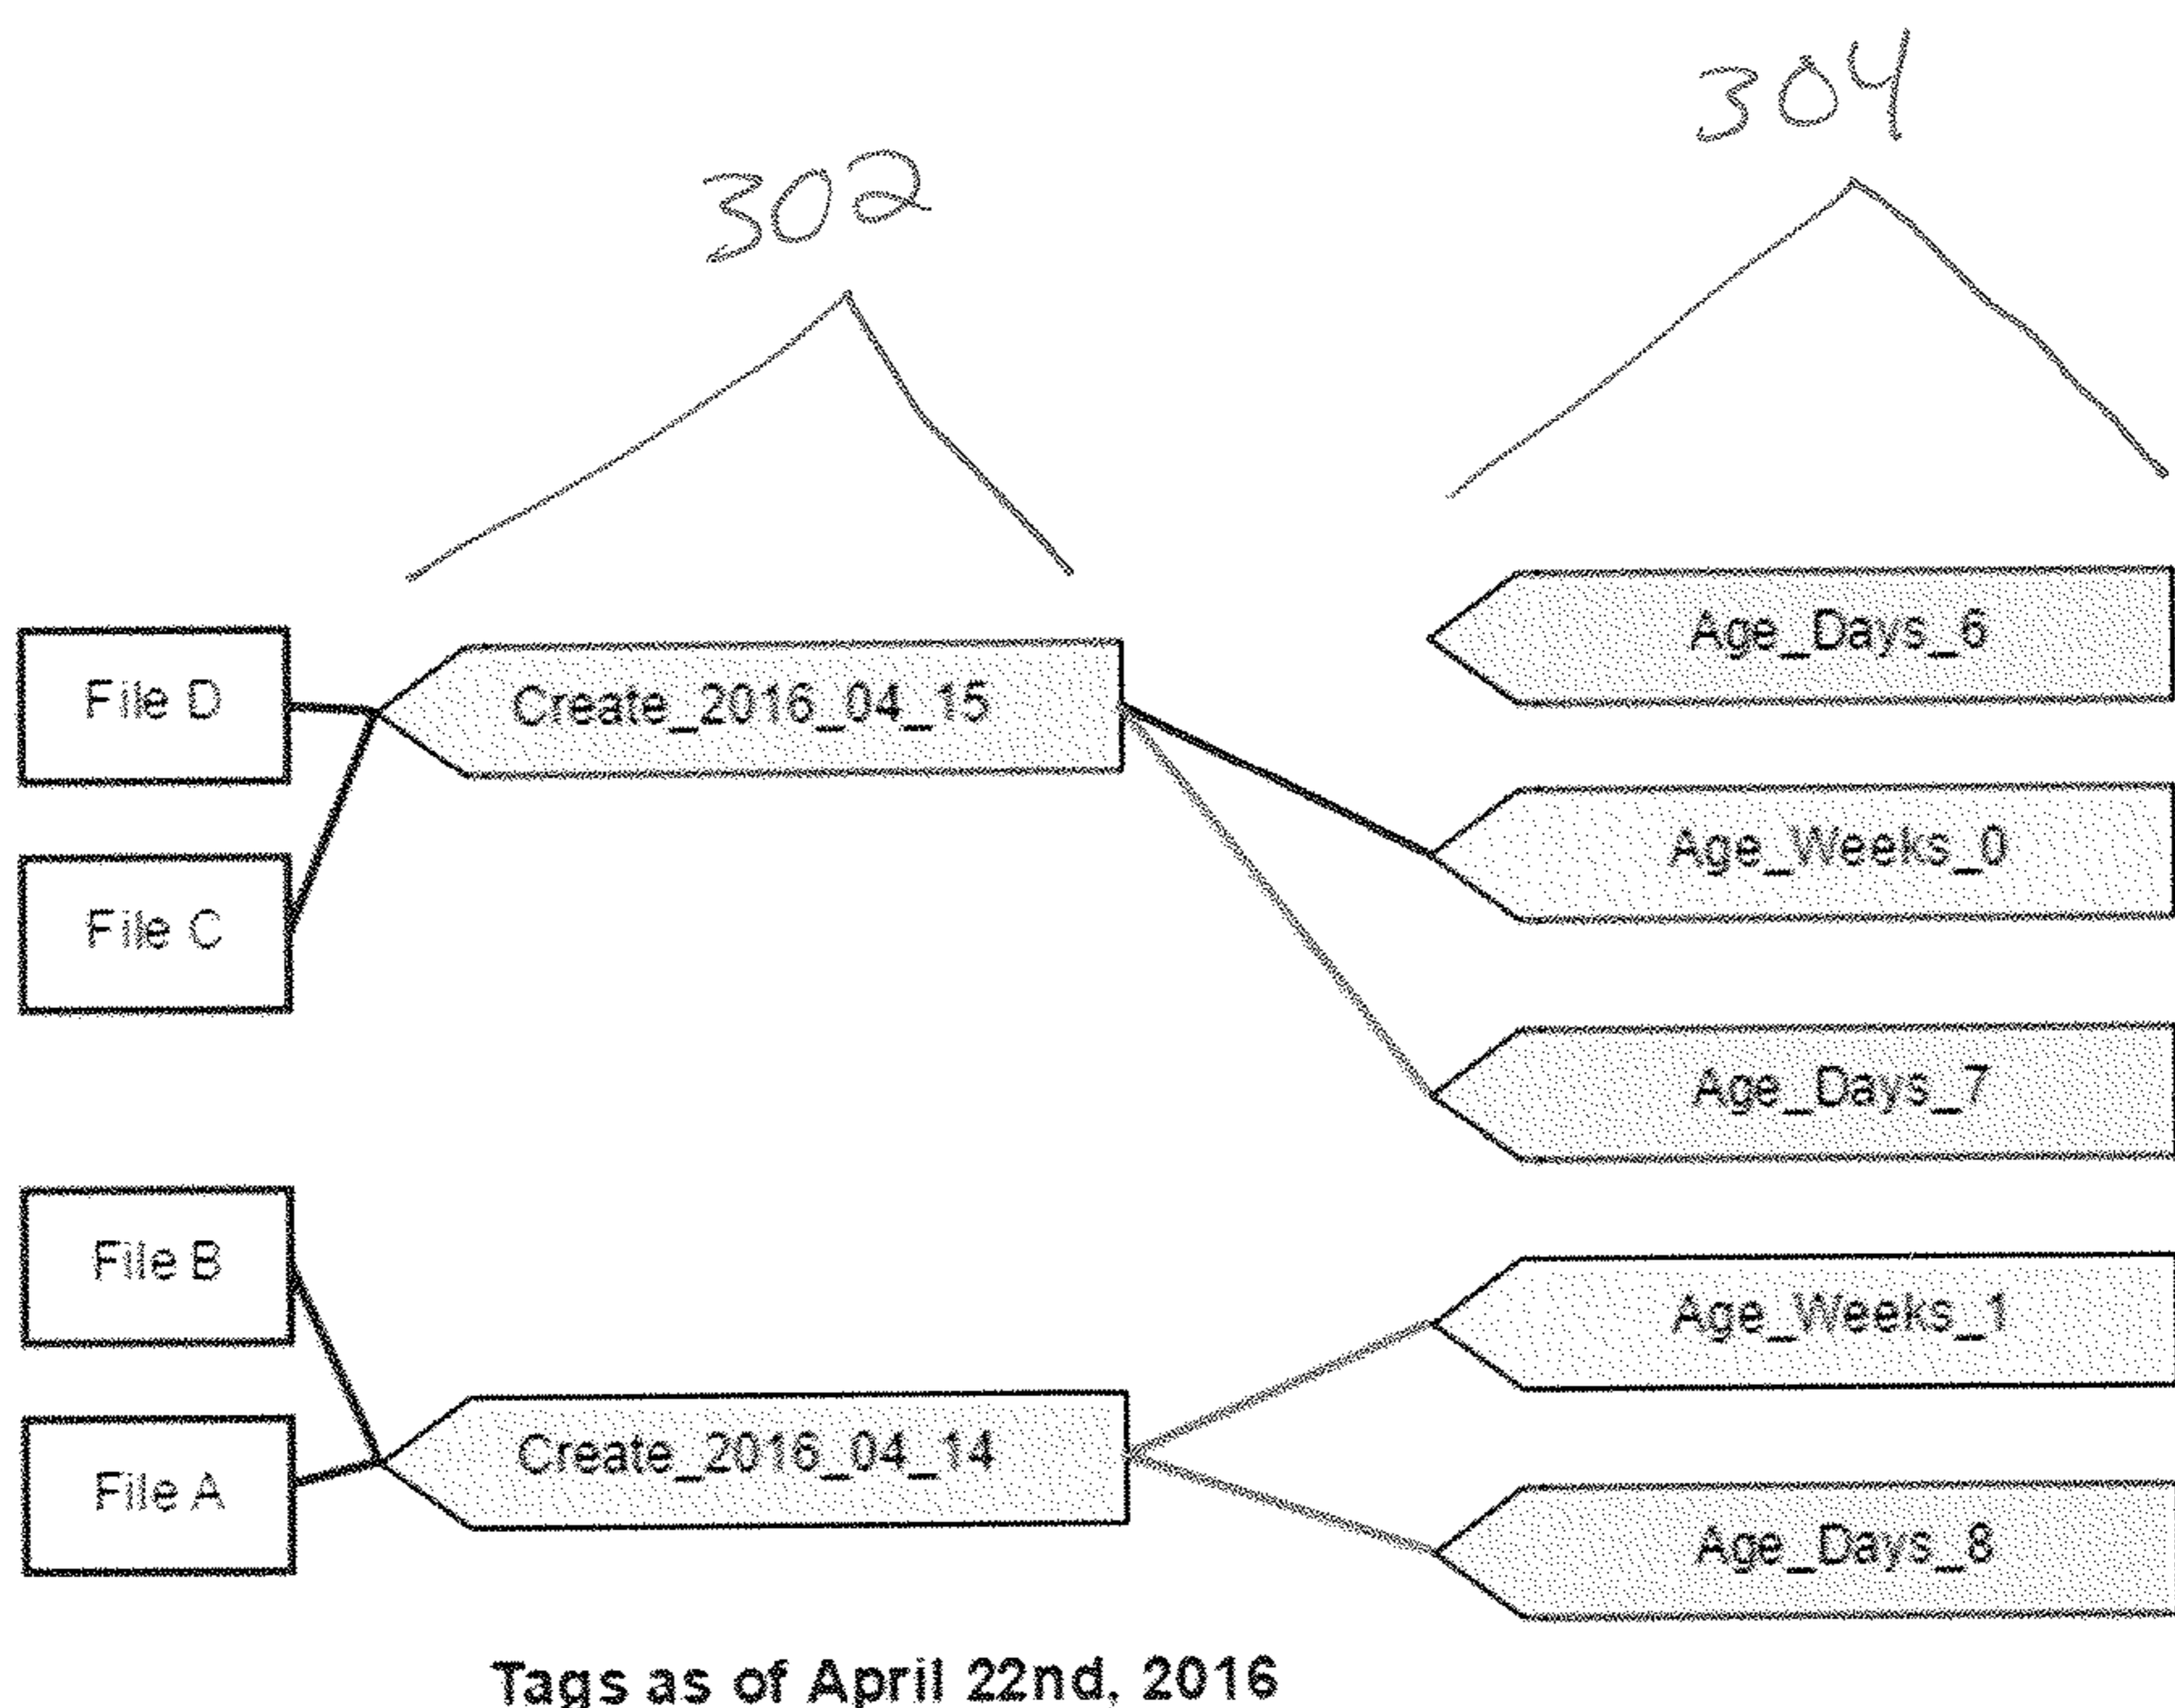 304
302
Age_Days_6
File D
Create_2016_04_15
Age_Weeks_0
File C
Age_Days_7
File B
Age_Weeks_1
Create_2016_04_14
File A
Age_Days_8
Tags as of April 22nd, 2016